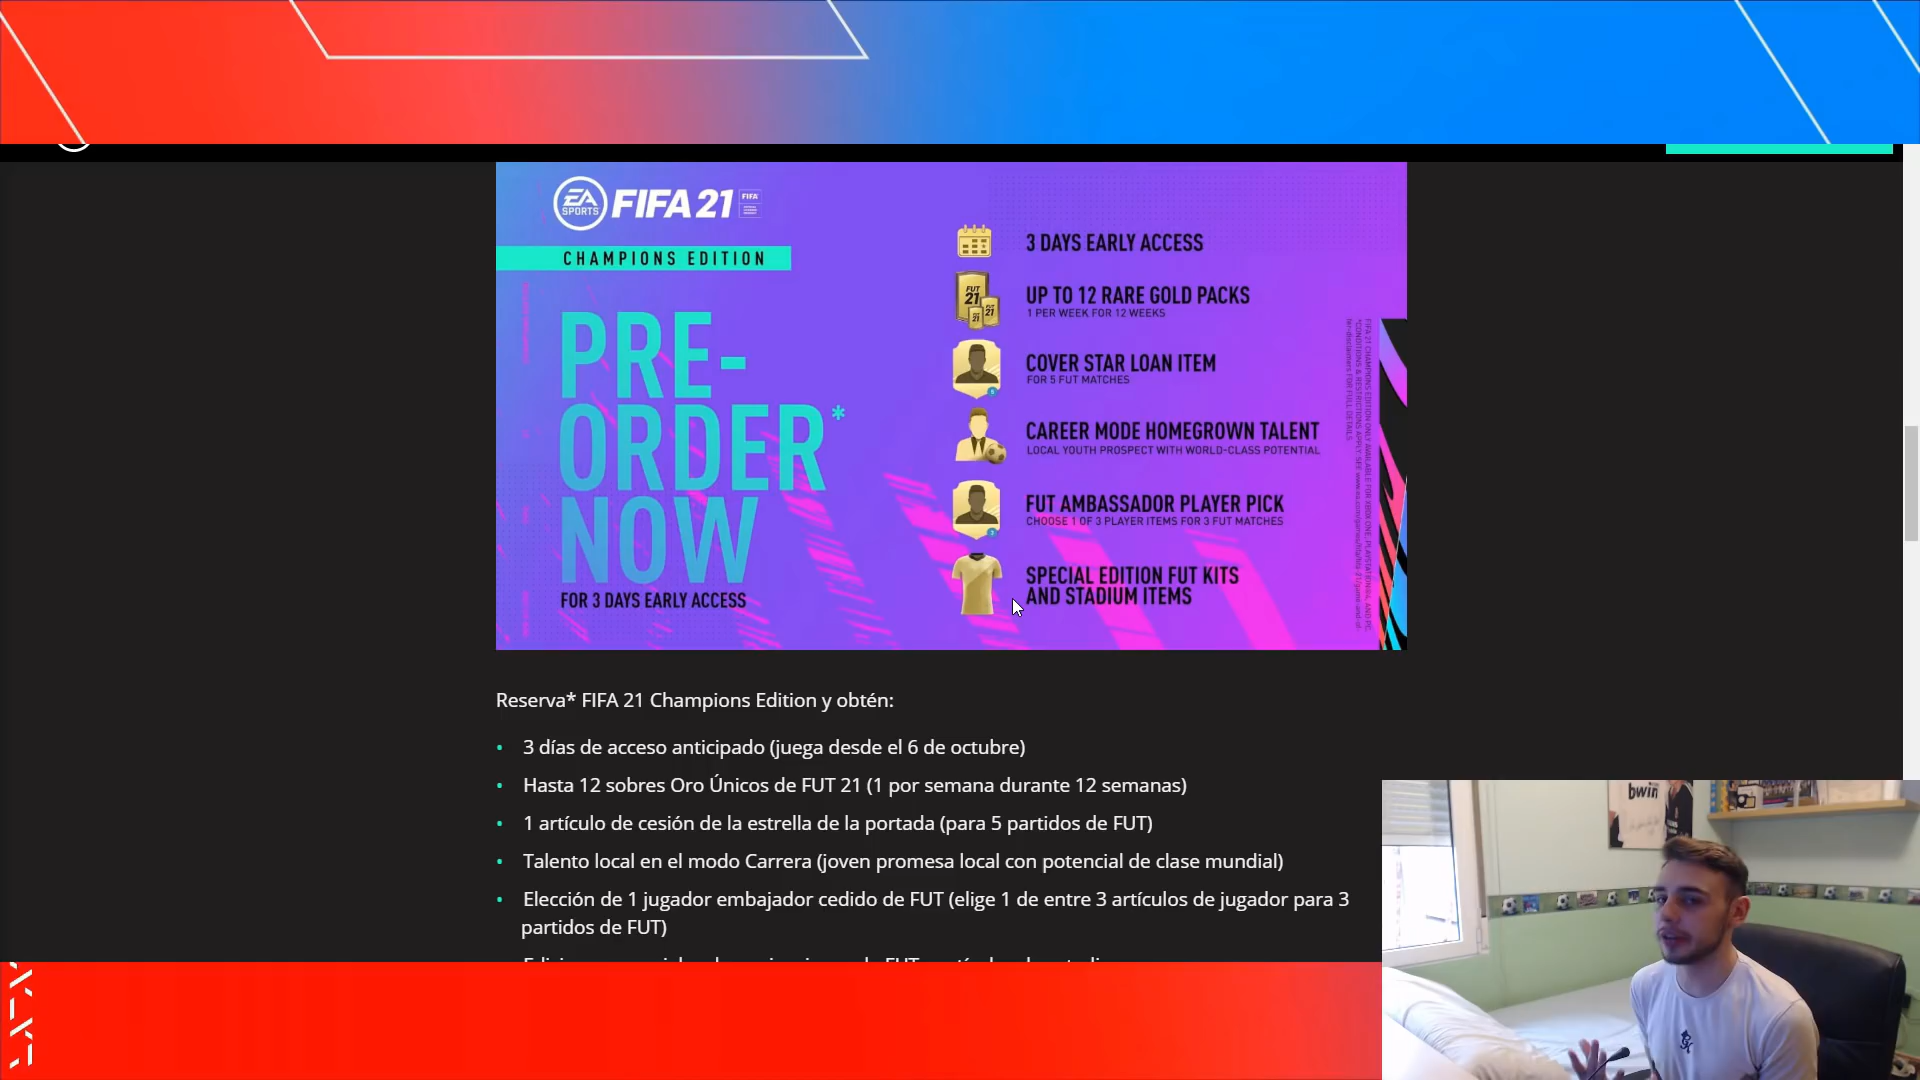 EA SPORTS FIFA 21 FIFA
CHAMPIONS EDITION
PRE-
ORDER*
NOW
FOR 3 DAYS EARLY ACCESS
3 DAYS EARLY ACCESS
FUT 21
UP TO 12 RARE GOLD PACKS
1 PER WEEK FOR 12 WEEKS
COVER STAR LOAN ITEM
FOR 5 FUT MATCHES
CAREER MODE HOMEGROWN TALENT
LOCAL YOUTH PROSPECT WITH WORLD-CLASS POTENTIAL
FUT AMBASSADOR PLAYER PICK
CHOOSE 1 OF 3 PLAYER ITEMS FOR 3 FUT MATCHES
SPECIAL EDITION FUT KITS
AND STADIUM ITEMS
Reserva* FIFA 21 Champions Edition y obtén:
• 3 días de acceso anticipado (juega desde el 6 de octubre)
• Hasta 12 sobres Oro Únicos de FUT 21 (1 por semana durante 12 semanas)
• 1 artículo de cesión de la estrella de la portada (para 5 partidos de FUT)
• Talento local en el modo Carrera (joven promesa local con potencial de clase mundial)
• Elección de 1 jugador embajador cedido de FUT (elige 1 de entre 3 artículos de jugador para 3
partidos de FUT)
bwin